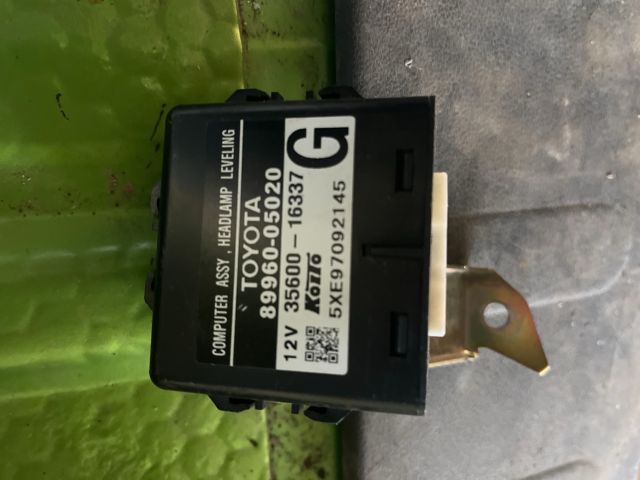 COMPUTER ASSY, HEADLAMP LEVELING
TOYOTA
89960-05020
12V 35600-16337
Koito
5XE97092145
G